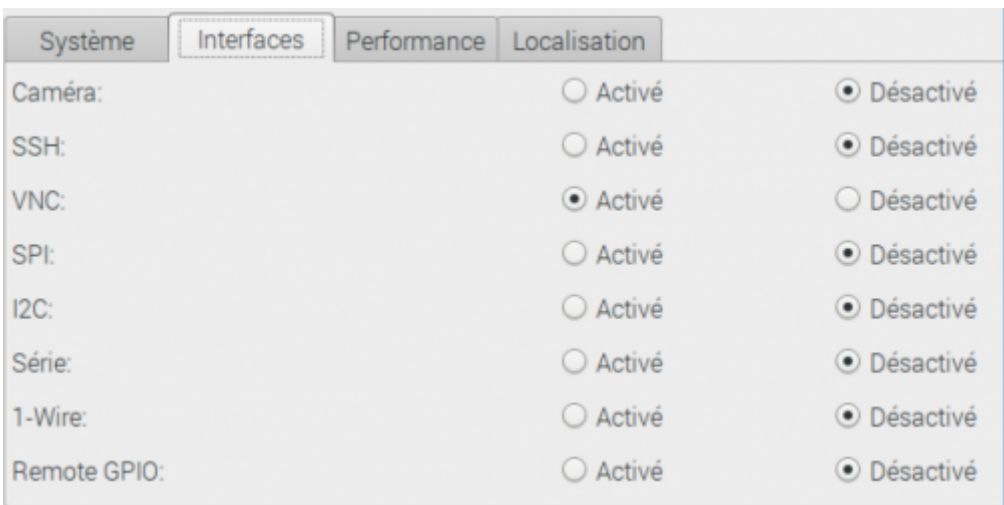 Système Interfaces Performance Localisation
Caméra: Activé Désactivé
SSH: Activé Désactivé
VNC: Activé Désactivé
SPI: Activé Désactivé
I2C: Activé Désactivé
Série: Activé Désactivé
1-Wire: Activé Désactivé
Remote GPIO: Activé Désactivé